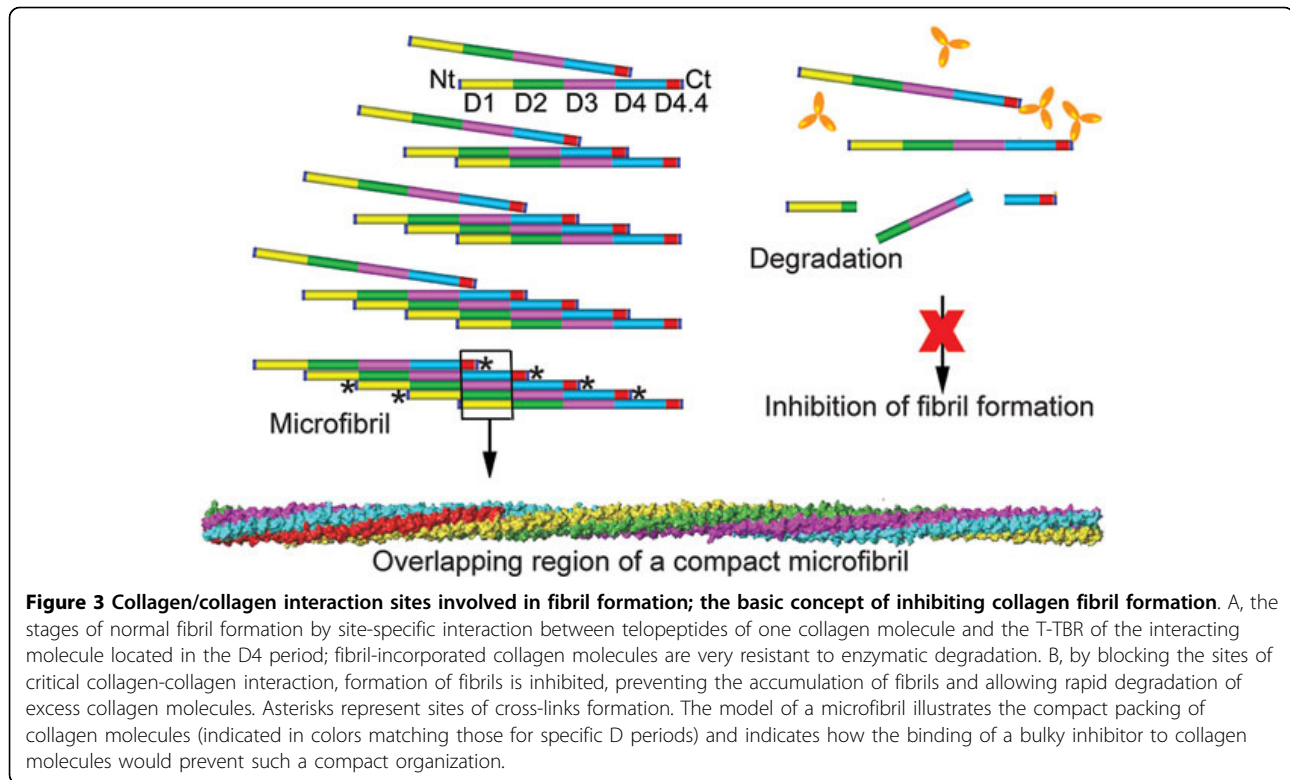 Nt Ct
D1 D2 D3 D4 D4.4
*
*
* *
* *
Microfibril
Degradation
Inhibition of fibril formation
Overlapping region of a compact microfibril
Figure 3 Collagen/collagen interaction sites involved in fibril formation; the basic concept of inhibiting collagen fibril formation. A, the
stages of normal fibril formation by site-specific interaction between telopeptides of one collagen molecule and the T-TBR of the interacting
molecule located in the D4 period; fibril-incorporated collagen molecules are very resistant to enzymatic degradation. B, by blocking the sites of
critical collagen-collagen interaction, formation of fibrils is inhibited, preventing the accumulation of fibrils and allowing rapid degradation of
excess collagen molecules. Asterisks represent sites of cross-links formation. The model of a microfibril illustrates the compact packing of
collagen molecules (indicated in colors matching those for specific D periods) and indicates how the binding of a bulky inhibitor to collagen
molecules would prevent such a compact organization.